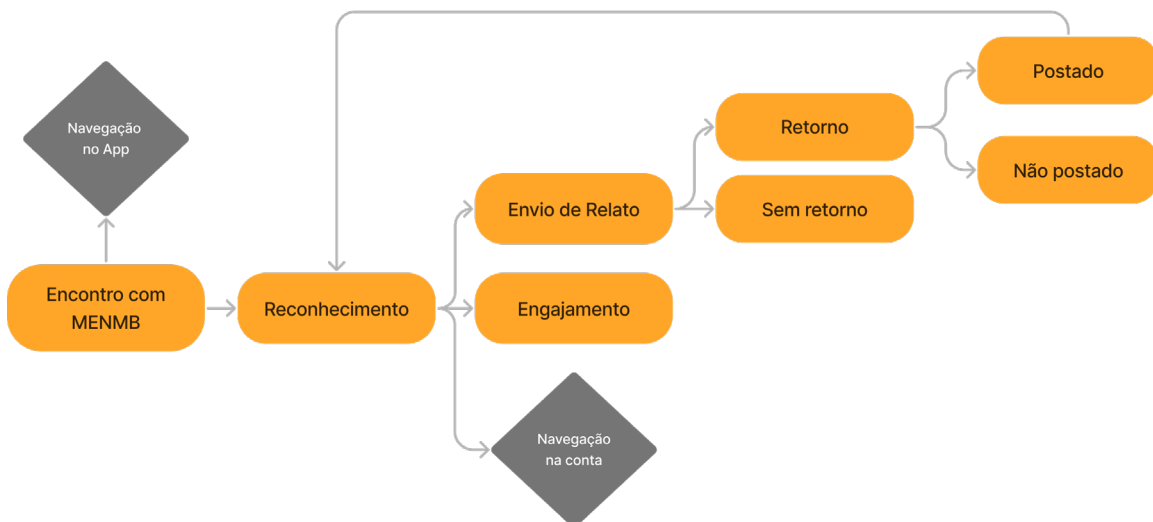 Postado
Navegação
no App
Retorno
Não postado
Envio de Relato
Sem retorno
Encontro com
MENMB
Reconhecimento
Engajamento
Navegação
na conta